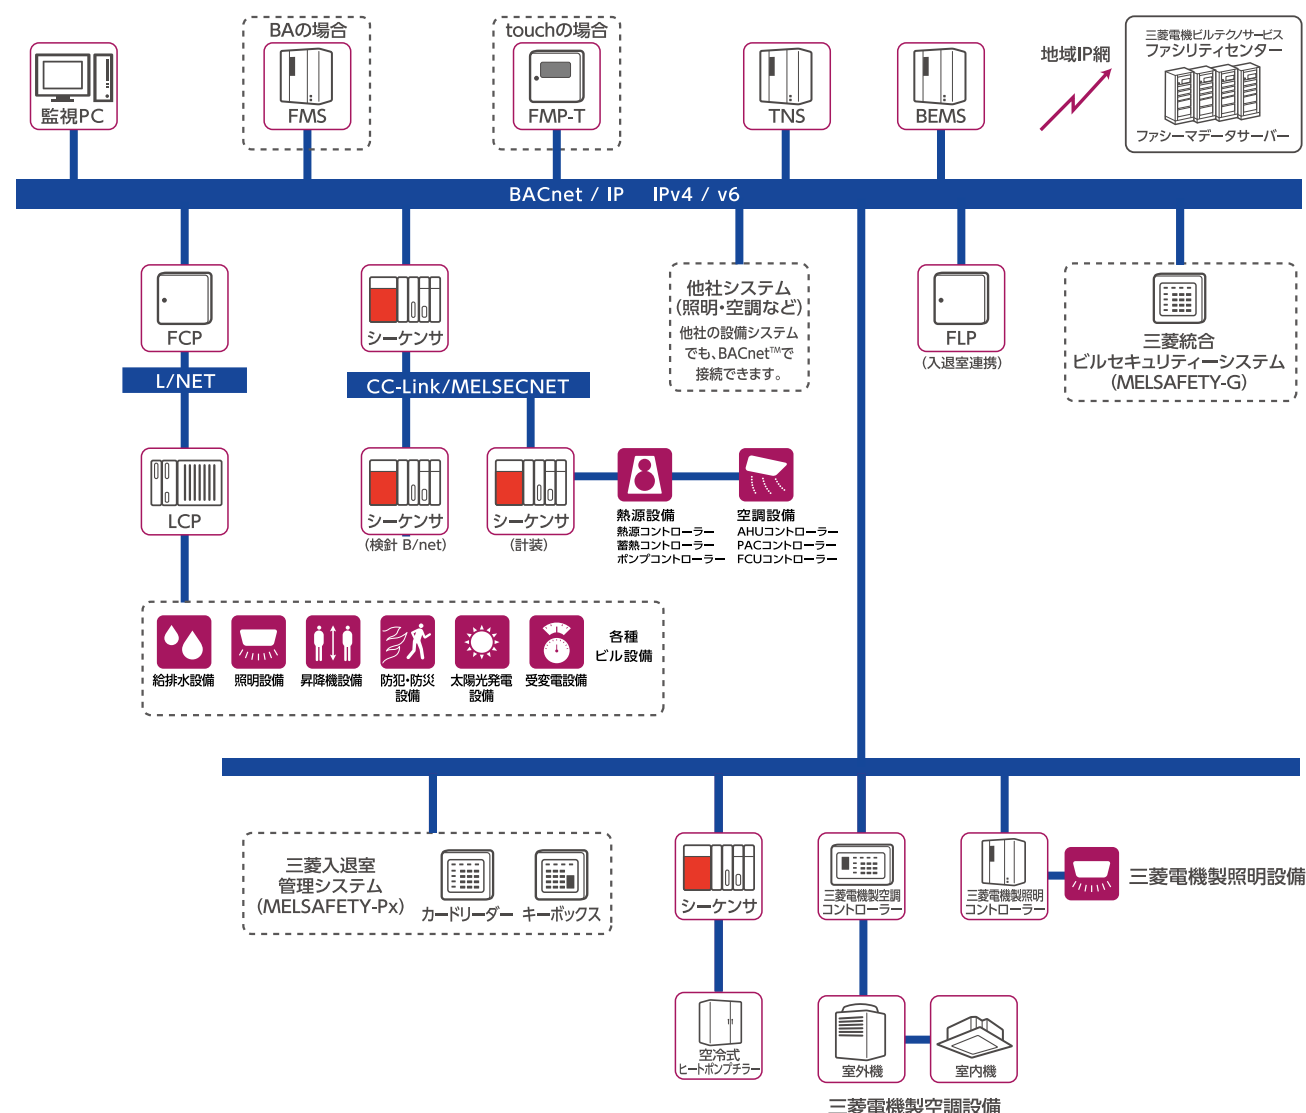 BAの場合
touchの場合
監視PC
FMS
FMP-T
TNS
BEMS
地域IP網
三菱電機ビルテクノサービス
ファシリティセンター
ファシーマデータサーバー
BACnet / IP IPv4 / v6
FCP
シーケンサ
他社システム
(照明・空調など)
他社の設備システム
でも、BACnet™で
接続できます。
FLP
(入退室連携)
三菱統合
ビルセキュリティーシステム
(MELSAFETY-G)
L/NET
CC-Link/MELSECNET
LCP
シーケンサ
(検針 B/net)
シーケンサ
(計装)
熱源設備
熱源コントローラー
蓄熱コントローラー
ポンプコントローラー
空調設備
AHUコントローラー
PACコントローラー
FCUコントローラー
給排水設備
照明設備
昇降機設備
防犯・防災
設備
太陽光発電
設備
受変電設備
各種
ビル設備
三菱入退室
管理システム
(MELSAFETY-Px)
カードリーダー
キーボックス
シーケンサ
三菱電機製空調
コントローラー
三菱電機製照明
コントローラー
三菱電機製照明設備
空冷式
ヒートポンプチラー
室外機
室内機
三菱電機製空調設備